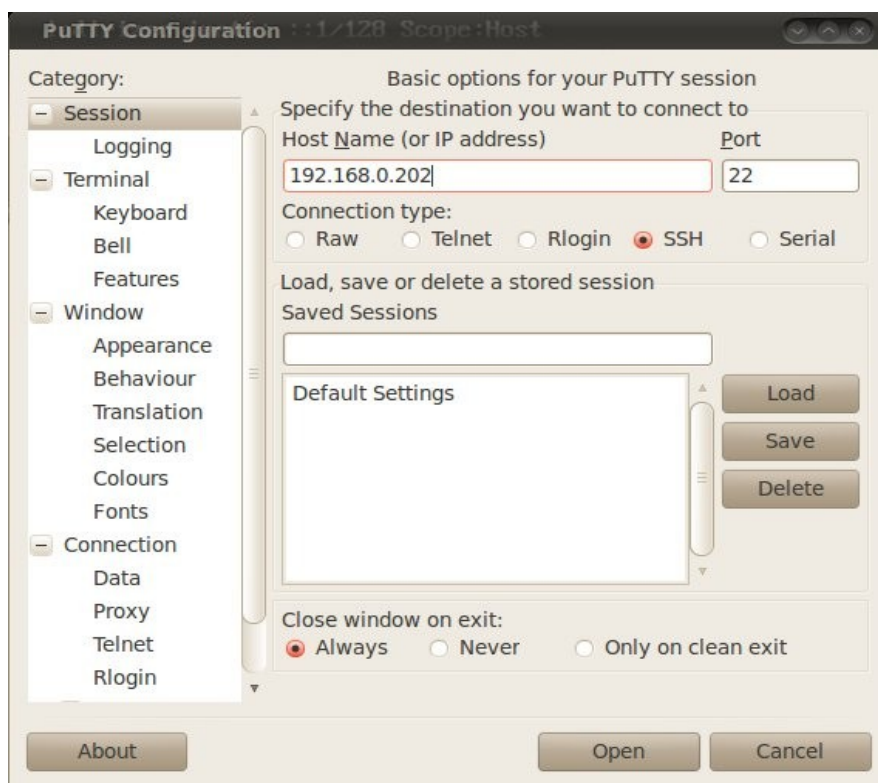 PuTTY Configuration ::1/128 Scope:Host
Category:
Session
Logging
Terminal
Keyboard
Bell
Features
Window
Appearance
Behaviour
Translation
Selection
Colours
Fonts
Connection
Data
Proxy
Telnet
Rlogin
Basic options for your PuTTY session
Specify the destination you want to connect to
Host Name (or IP address) Port
192.168.0.202 22
Connection type:
Raw Telnet Rlogin SSH Serial
Load, save or delete a stored session
Saved Sessions
Default Settings
Load
Save
Delete
Close window on exit:
Always Never Only on clean exit
About Open Cancel